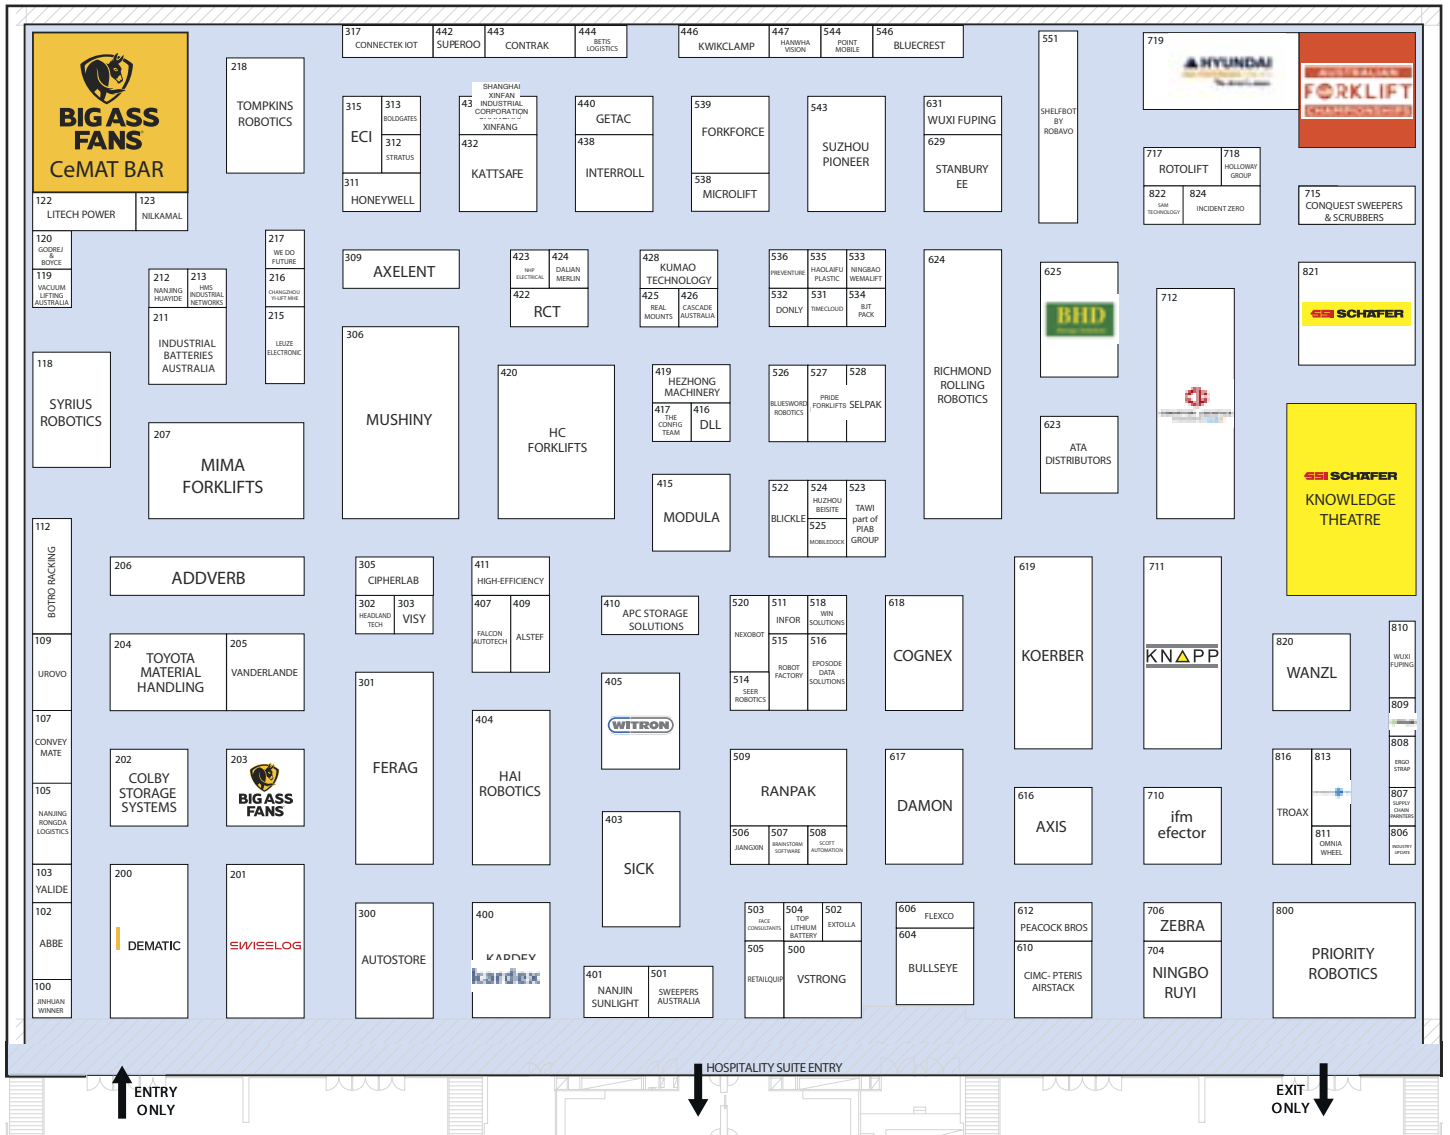 BIG ASS
FANS
CeMAT BAR
122
LITECH POWER
123
NILKAMAL
218
TOMPKINS
ROBOTICS
317
CONNECTEK IOT
442
SUPEROO
443
CONTRAK
444
BETIS
LOGISTICS
446
KWIKCLAMP
447
HANWHA
VISION
544
POINT
MOBILE
546
BLUECREST
551
SHELFBOT
BY
ROBAVO
719
HYUNDAI
AUSTRALIAN
FORKLIFT
CHAMPIONSHIPS
315
ECI
313
BOLDGATES
312
STRATUS
311
HONEYWELL
SHANGHAI
XINFAN
INDUSTRIAL
CORPORATION
XINFANG
432
KATTSAFE
440
GETAC
438
INTERROLL
539
FORKFORCE
538
MICROLIFT
543
SUZHOU
PIONEER
631
WUXI FUPING
629
STANBURY
EE
717
ROTOLIFT
718
HOLLOWAY
GROUP
822
SAM
TECHNOLOGY
824
INCIDENT ZERO
715
CONQUEST SWEEPERS
& SCRUBBERS
120
GODREJ
&
BOYCE
119
VACUUM
LIFTING
AUSTRALIA
217
WE DO
FUTURE
216
CHANGZHOU
YI-LIFT MHE
215
LEUZE
ELECTRONIC
212
NANJING
HUAYIDE
213
HMS
INDUSTRIAL
NETWORKS
211
INDUSTRIAL
BATTERIES
AUSTRALIA
309
AXELENT
423
NHP
ELECTRICAL
424
DALIAN
MERLIN
422
RCT
428
KUMAO
TECHNOLOGY
425
REAL
MOUNTS
426
CASCADE
AUSTRALIA
536
PREVENTURE
535
HAOLAIFU
PLASTIC
533
NINGBAO
WEMALIFT
532
DONLY
531
TIMECLOUD
534
BJT
PACK
624
RICHMOND
ROLLING
ROBOTICS
625
BHD
712
821
SSI SCHÄFER
118
SYRIUS
ROBOTICS
207
MIMA
FORKLIFTS
306
MUSHINY
420
HC
FORKLIFTS
419
HEZHONG
MACHINERY
417
THE
CONFIG
TEAM
416
DLL
526
BLUESWORD
ROBOTICS
527
PRIDE
FORKLIFTS
528
SELPAK
623
ATA
DISTRIBUTORS
SSI SCHÄFER
KNOWLEDGE
THEATRE
415
MODULA
522
BLICKLE
524
HUZHOU
BEISITE
525
MOBILEDOCK
523
TAWI
part of
PIAB
GROUP
112
BOTRO RACKING
206
ADDVERB
305
CIPHERLAB
302
HEADLAND
TECH
303
VISY
411
HIGH-EFFICIENCY
407
FALCON
AUTOTECH
409
ALSTEF
410
APC STORAGE
SOLUTIONS
520
NEXOBOT
511
INFOR
518
WIN
SOLUTIONS
515
ROBOT
FACTORY
516
EPOSODE
DATA
SOLUTIONS
514
SEER
ROBOTICS
618
COGNEX
619
KOERBER
711
KNAPP
820
WANZL
810
WUXI
FUPING
809
109
UROVO
204
TOYOTA
MATERIAL
HANDLING
205
VANDERLANDE
301
FERAG
404
HAI
ROBOTICS
405
WITRON
107
CONVEY
MATE
202
COLBY
STORAGE
SYSTEMS
203
BIG ASS
FANS
509
RANPAK
506
JIANGXIN
507
BRAINSTORM
SOFTWARE
508
SCOTT
AUTOMATION
617
DAMON
616
AXIS
710
ifm
efector
816
TROAX
813
811
OMNIA
WHEEL
808
ERGO
STRAP
807
SUPPLY
CHAIN
PARNTERS
806
INDUSTRY
UPDATE
105
NANJING
RONGDA
LOGISTICS
403
SICK
103
YALIDE
102
ABBE
100
JINHUAN
WINNER
200
DEMATIC
201
SWISSLOG
300
AUTOSTORE
400
KARDEX
kardex
401
NANJIN
SUNLIGHT
501
SWEEPERS
AUSTRALIA
503
FACE
CONSULTANTS
504
TOP
LITHIUM
BATTERY
502
EXTOLLA
505
RETAILQUIP
500
VSTRONG
606
FLEXCO
604
BULLSEYE
612
PEACOCK BROS
610
CIMC- PTERIS
AIRSTACK
706
ZEBRA
704
NINGBO
RUYI
800
PRIORITY
ROBOTICS
HOSPITALITY SUITE ENTRY
ENTRY
ONLY
EXIT
ONLY